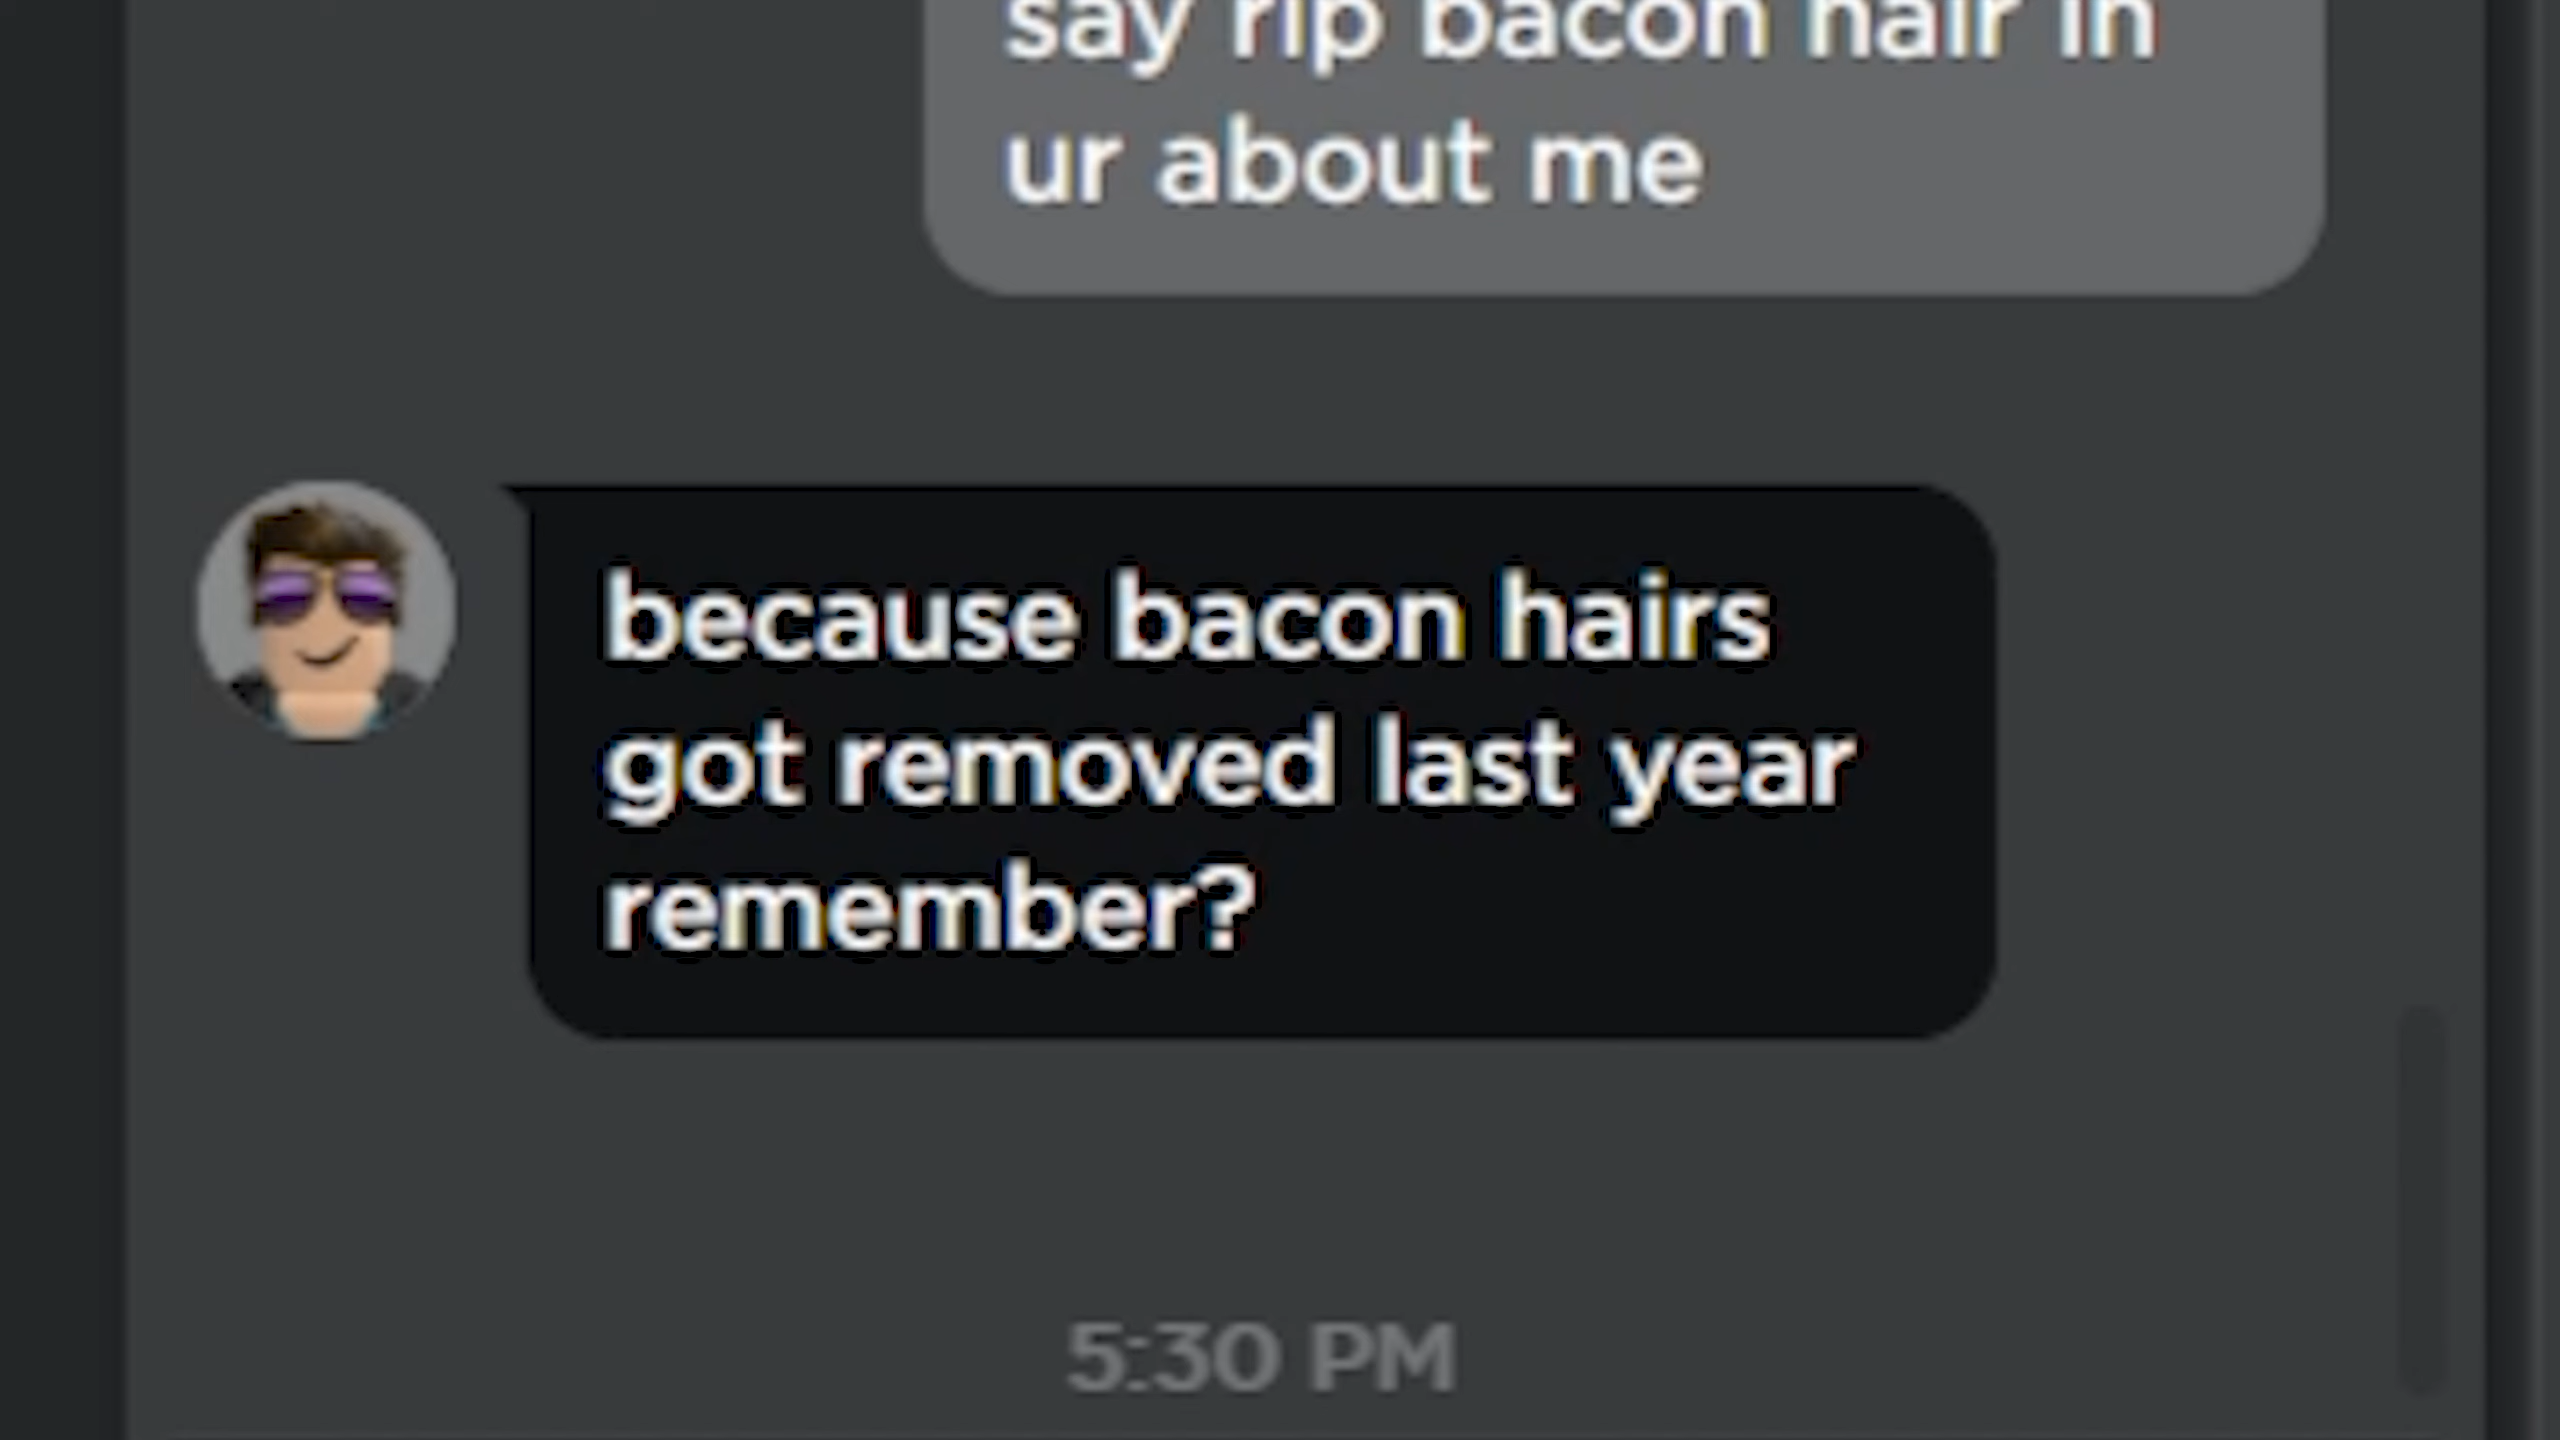 say rip bacon hair in
ur about me
because bacon hairs
got removed last year
remember?
5:30 PM